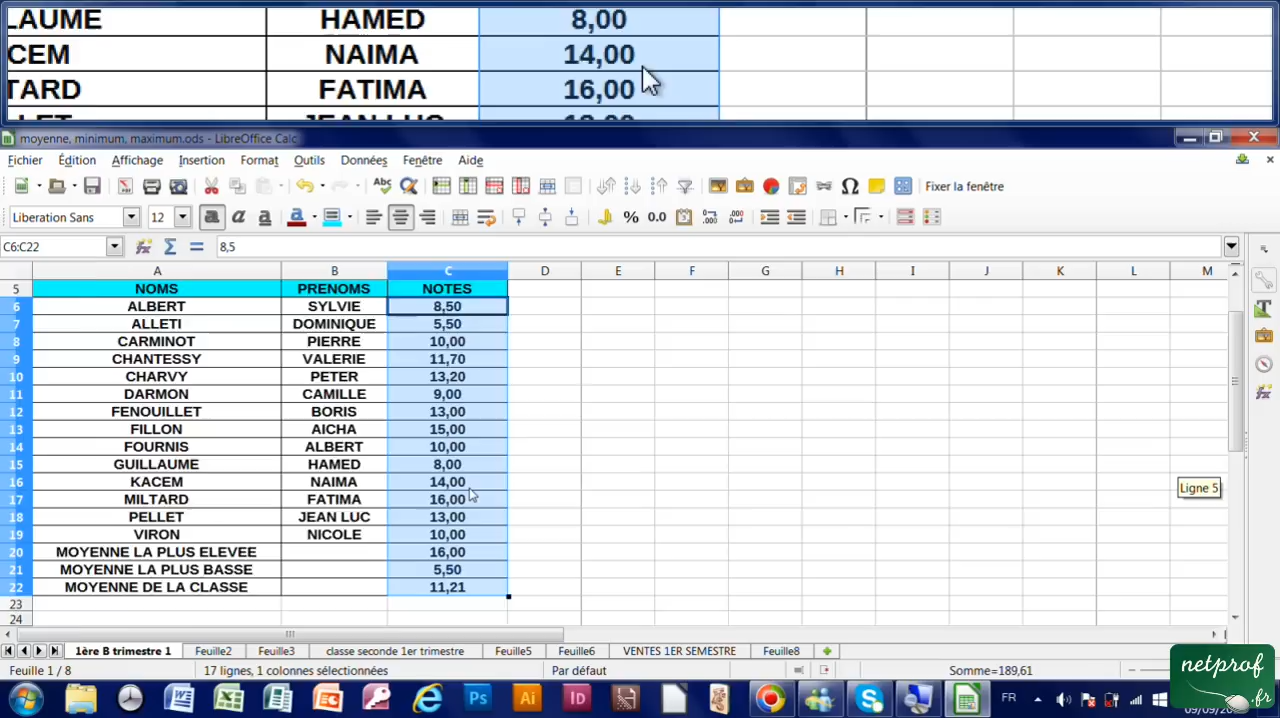 LAUME HAMED 8,00
CEM NAIMA 14,00
TARD FATIMA 16,00
moyenne, minimum, maximum.ods - LibreOffice Calc
Fichier Édition Affichage Insertion Format Outils Données Fenêtre Aide
Fixer la fenêtre
Liberation Sans 12 a a a a % 0.0
C6:C22 8,5
A B C D E F G H I J K L M
5 NOMS PRENOMS NOTES
6 ALBERT SYLVIE 8,50
7 ALLETI DOMINIQUE 5,50
8 CARMINOT PIERRE 10,00
9 CHANTESSY VALERIE 11,70
10 CHARVY PETER 13,20
11 DARMON CAMILLE 9,00
12 FENOUILLET BORIS 13,00
13 FILLON AICHA 15,00
14 FOURNIS ALBERT 10,00
15 GUILLAUME HAMED 8,00
16 KACEM NAIMA 14,00
17 MILTARD FATIMA 16,00
Ligne 5
18 PELLET JEAN LUC 13,00
19 VIRON NICOLE 10,00
20 MOYENNE LA PLUS ELEVEE 16,00
21 MOYENNE LA PLUS BASSE 5,50
22 MOYENNE DE LA CLASSE 11,21
23
24
1ère B trimestre 1 Feuille2 Feuille3 classe seconde 1er trimestre Feuille5 Feuille6 VENTES 1ER SEMESTRE Feuille8
Feuille 1 / 8 17 lignes, 1 colonnes sélectionnées Par défaut Somme=189,61
netprof
.fr
Ps Ai Id FR